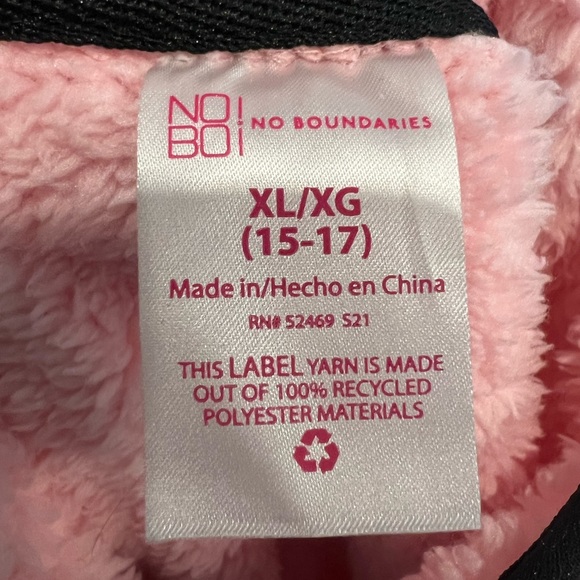 NO!
BO!
NO BOUNDARIES
XL/XG
(15-17)
Made in/Hecho en China
RN# 52469 S21
THIS LABEL YARN IS MADE
OUT OF 100% RECYCLED
POLYESTER MATERIALS